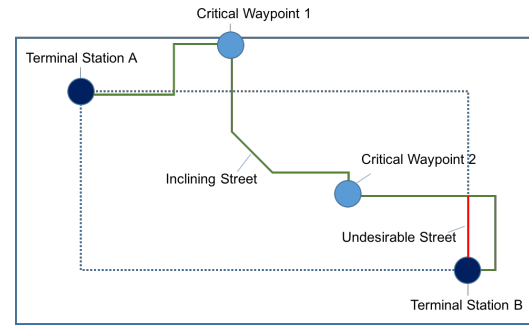 Critical Waypoint 1
Terminal Station A
Critical Waypoint 2
Inclining Street
Undesirable Street
Terminal Station B